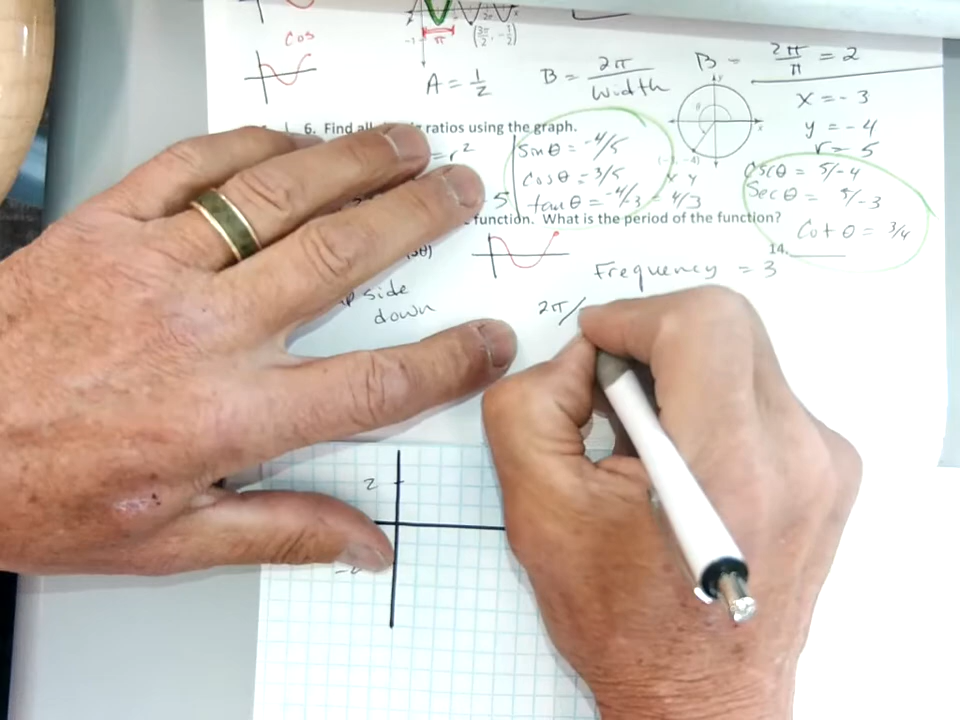 cos
-1 π (3π/2, -1/2)
A = 1/2 B = 2π/Width B = 2π/π = 2
x = -3
y = -4
r = 5
6. Find all ratios using the graph.
= r²
sin θ = -4/5
cos θ = 3/5
tan θ = -4/-3 = 4/3
-5
-4)
x y
csc θ = 5/-4
Sec θ = 5/-3
Cot θ = 3/4
function. What is the period of the function?
14.
Frequency = 3
side
down
2π/
2